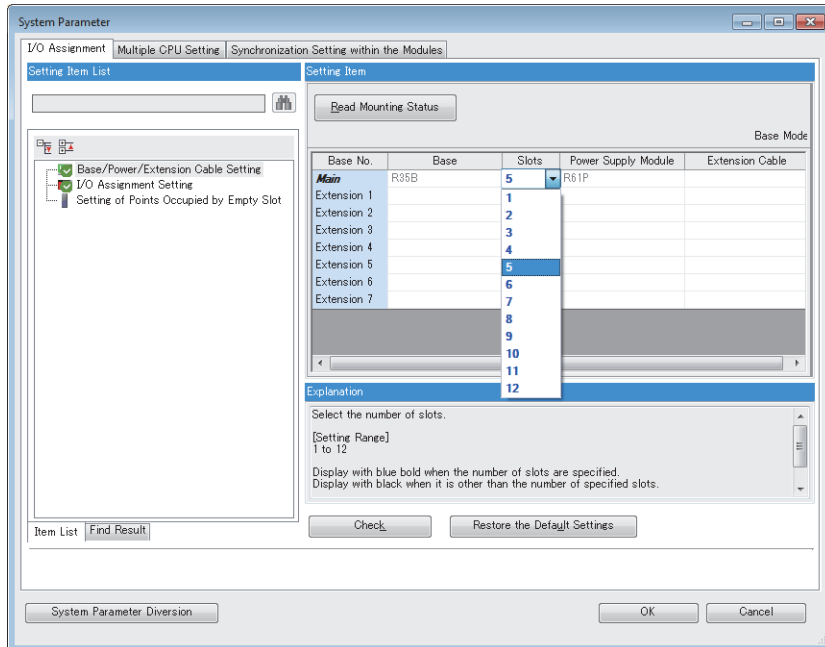 System Parameter
I/O Assignment Multiple CPU Setting Synchronization Setting within the Modules
Setting Item List
Setting Item
Read Mounting Status
Base Mode
Base/Power/Extension Cable Setting
I/O Assignment Setting
Setting of Points Occupied by Empty Slot
Base No. Base Slots Power Supply Module Extension Cable
Main R35B 5 R61P
Extension 1
Extension 2
Extension 3
Extension 4
Extension 5
Extension 6
Extension 7
1
2
3
4
5
6
7
8
9
10
11
12
Explanation
Select the number of slots.
[Setting Range]
1 to 12
Display with blue bold when the number of slots are specified.
Display with black when it is other than the number of specified slots.
Item List Find Result
Check Restore the Default Settings
System Parameter Diversion OK Cancel